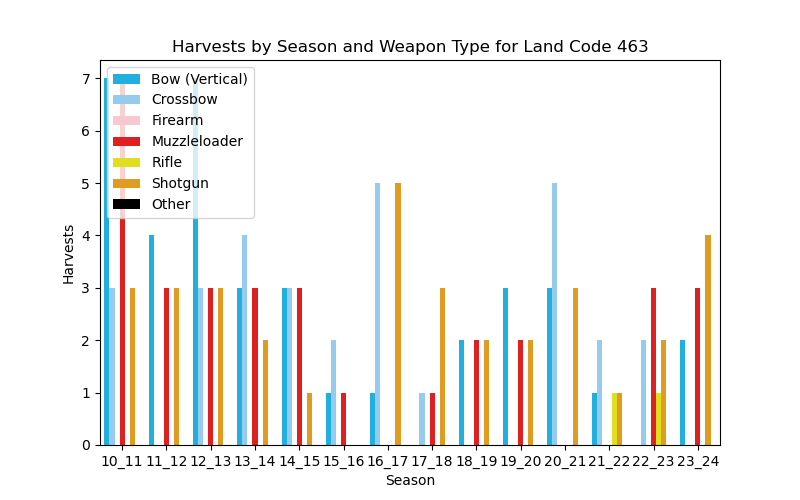 Harvests by Season and Weapon Type for Land Code 463
7
6
5
4
3
2
1
0
Harvests
Bow (Vertical)
Crossbow
Firearm
Muzzleloader
Rifle
Shotgun
Other
10_11 11_12 12_13 13_14 14_15 15_16 16_17 17_18 18_19 19_20 20_21 21_22 22_23 23_24
Season